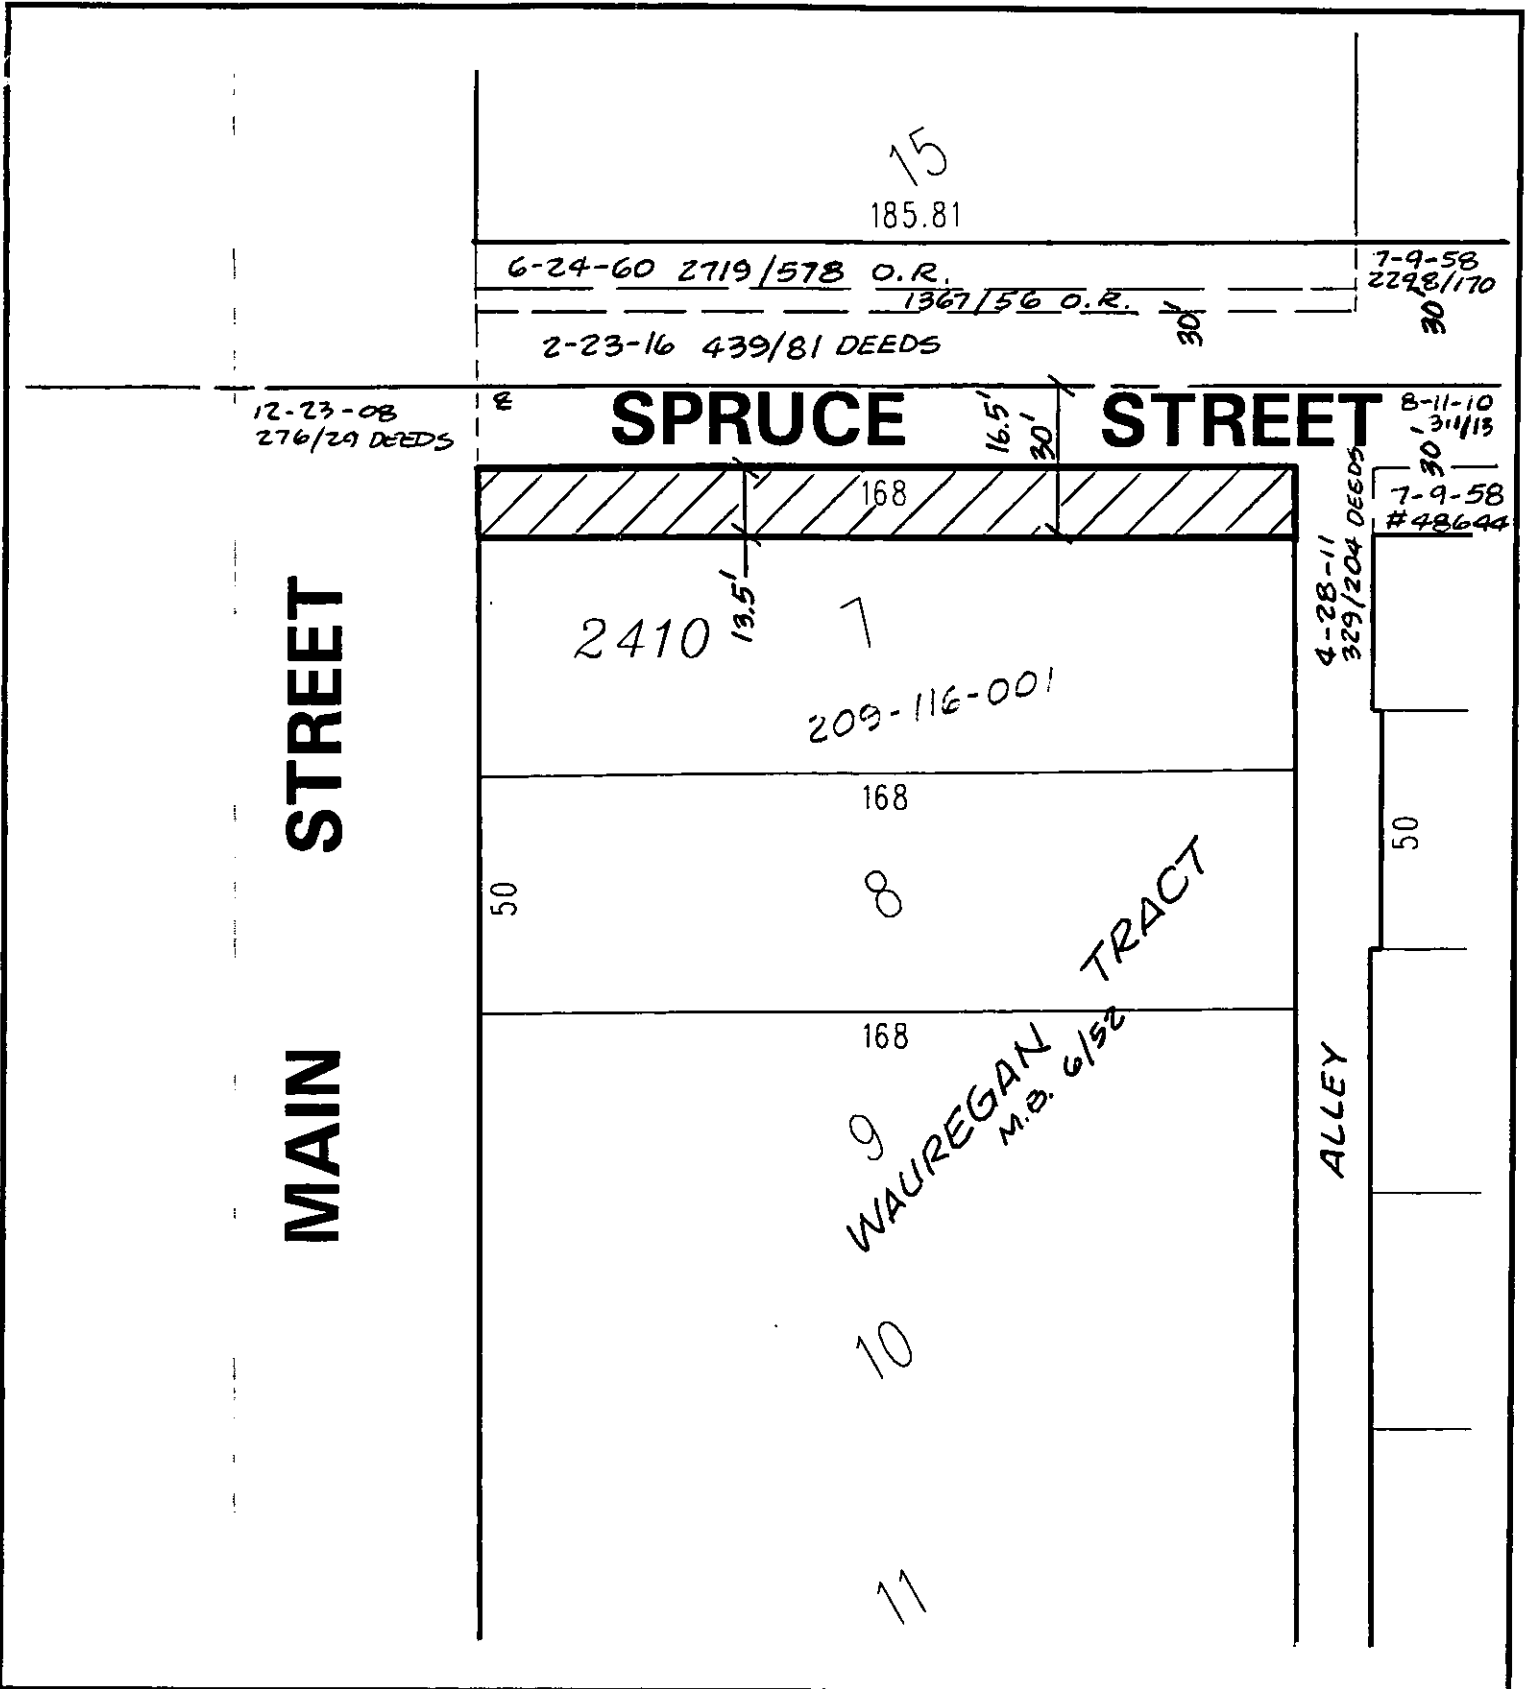 15
185.81
6-24-60 2719/578 O.R.
7-9-58
2298/170
1367/56 O.R.
30'
30'
2-23-16 439/81 DEEDS
12-23-08
276/29 DEEDS
SPRUCE STREET
16.5'
30'
8-11-10
311/13
30'
168
7-9-58
#48644
4-28-11
329/204 DEEDS
13.5'
2410
7
209-116-001
MAIN STREET
168
50
8
50
168
9
WAUREGAN TRACT
M.B. 6/52
ALLEY
10
11